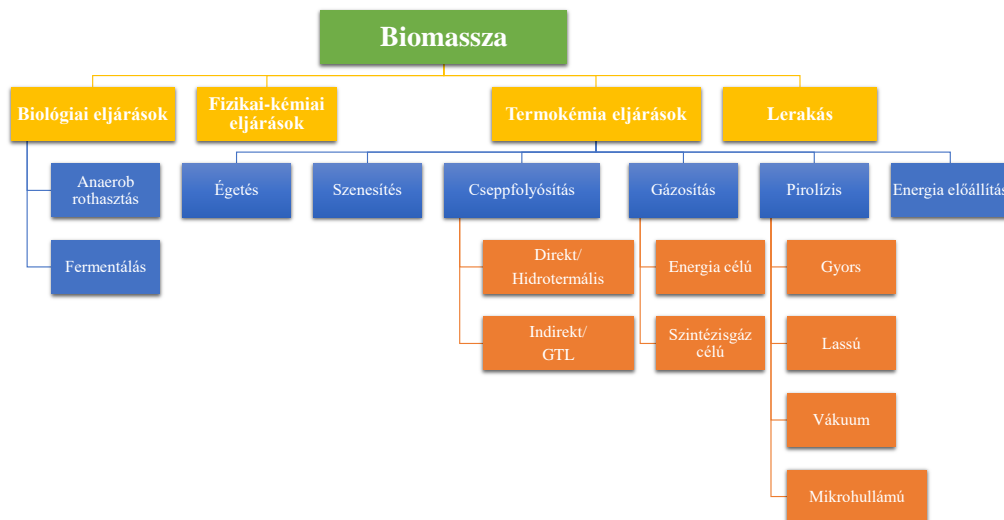 Biomassza
Biológiai eljárások
Fizikai-kémiai
eljárások
Termokémia eljárások
Lerakás
Anaerob
rothasztás
Fermentálás
Égetés
Szenesítés
Cseppfolyósítás
Gázosítás
Pirolízis
Energia előállítás
Direkt/
Hidrotermális
Indirekt/
GTL
Energia célú
Szintézisgáz
célú
Gyors
Lassú
Vákuum
Mikrohullámú